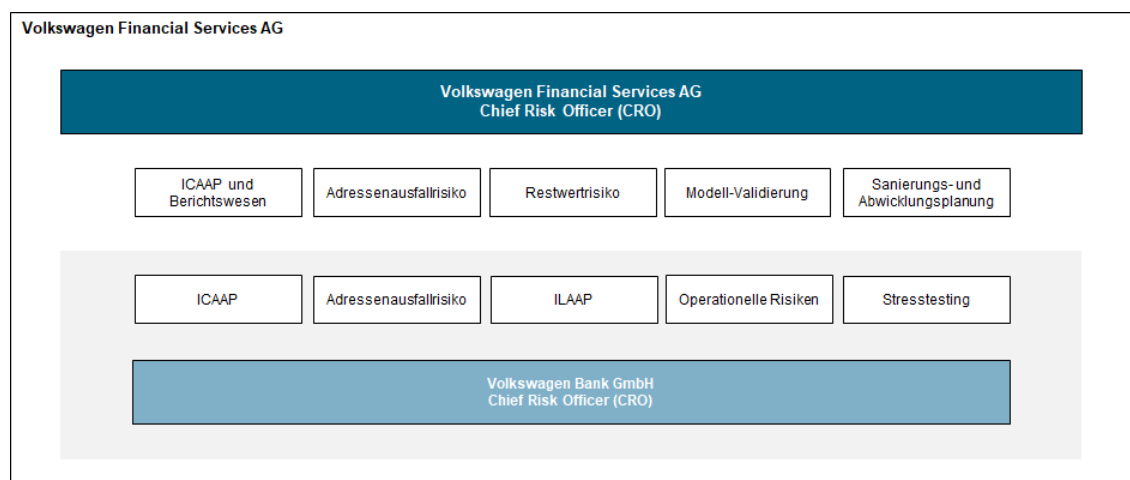 Volkswagen Financial Services AG
Volkswagen Financial Services AG
Chief Risk Officer (CRO)
ICAAP und
Berichtswesen
Adressenausfallrisiko
Restwertrisiko
Modell-Validierung
Sanierungs- und
Abwicklungsplanung
ICAAP
Adressenausfallrisiko
ILAAP
Operationelle Risiken
Stresstesting
Volkswagen Bank GmbH
Chief Risk Officer (CRO)